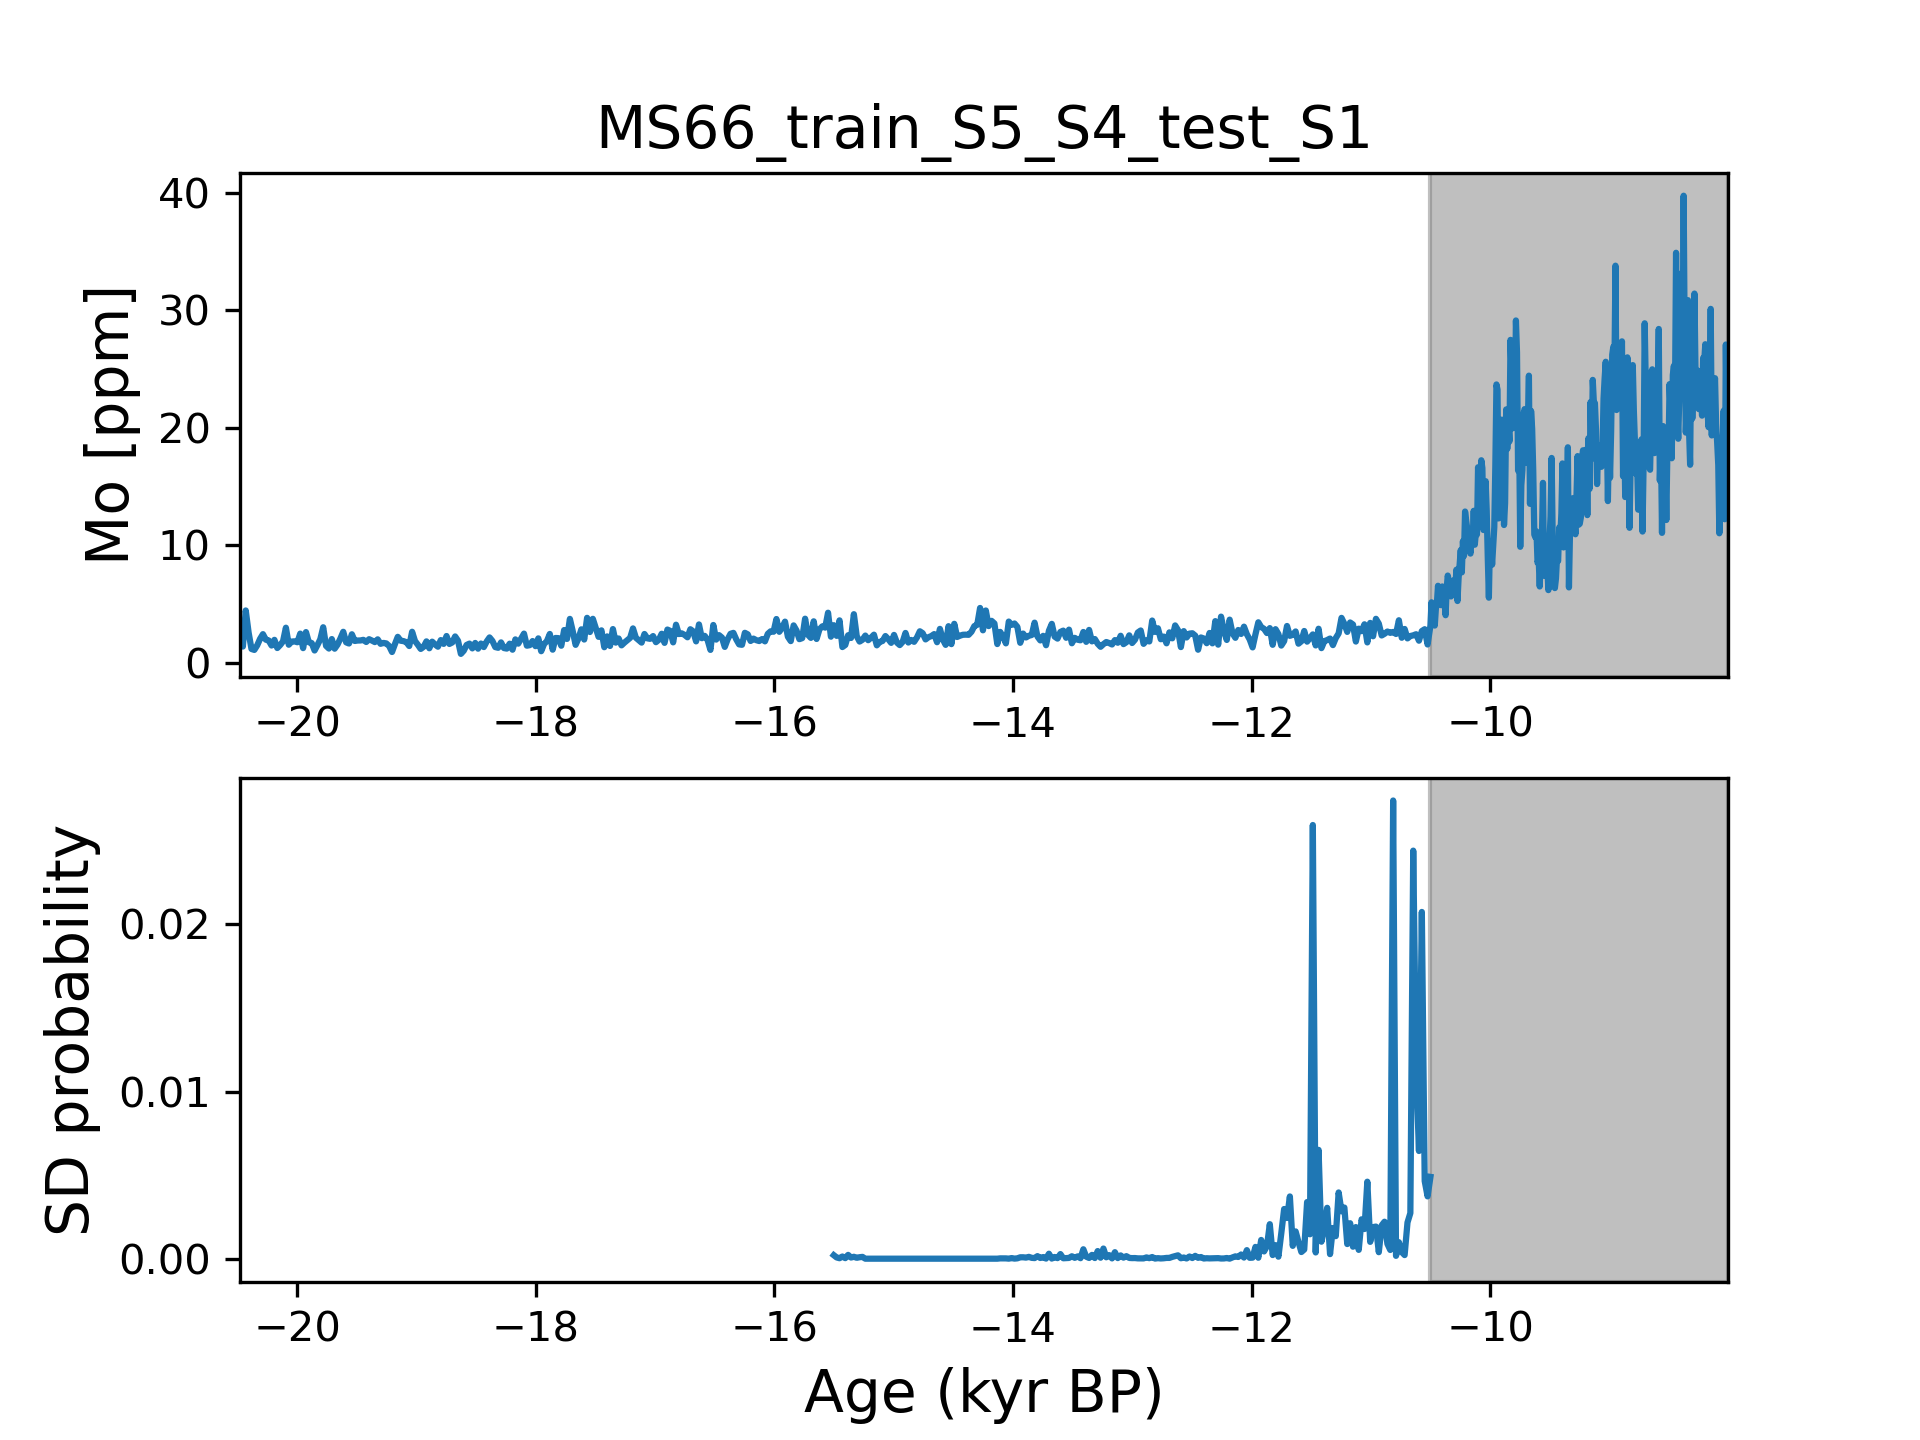 MS66_train_S5_S4_test_S1
Mo [ppm]
40
30
20
10
0
−20 −18 −16 −14 −12 −10
SD probability
0.02
0.01
0.00
−20 −18 −16 −14 −12 −10
Age (kyr BP)